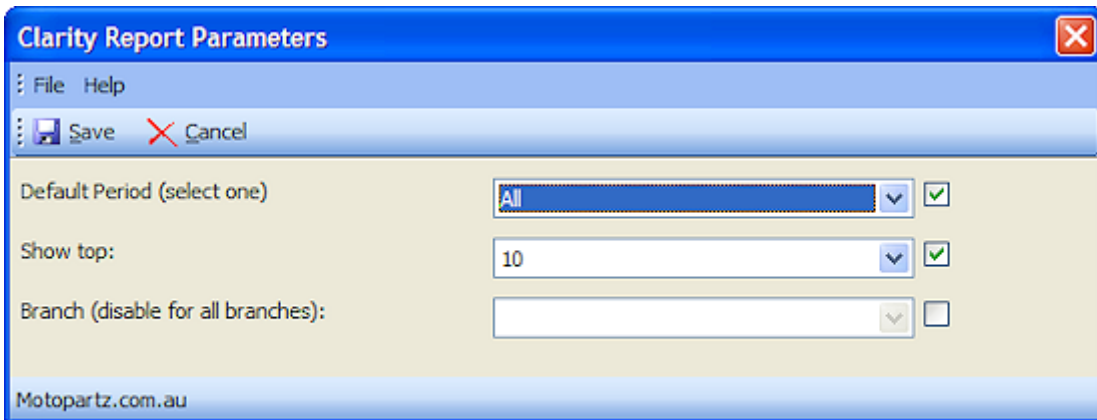 Clarity Report Parameters
File Help
Save Cancel
Default Period (select one) All
Show top: 10
Branch (disable for all branches):
Motopartz.com.au